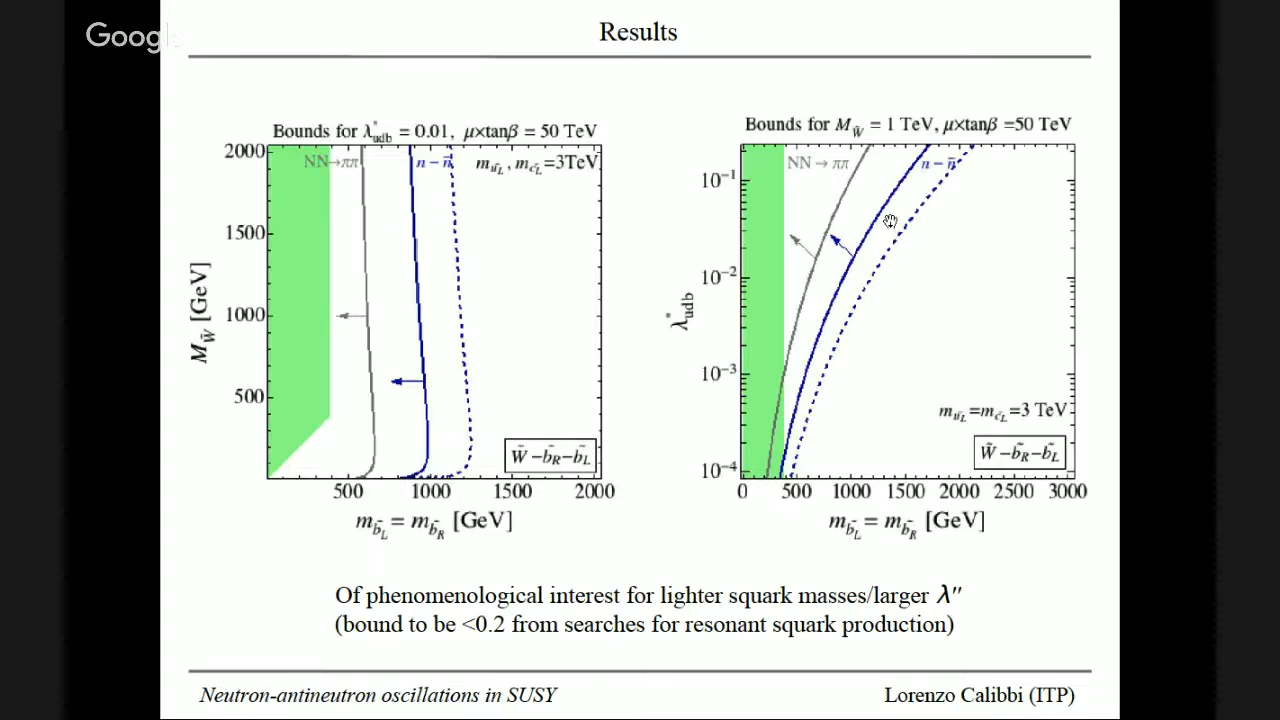 Google
Results
Bounds for λ''udb = 0.01, μ×tanβ = 50 TeV
NN→ππ
n−n̄
mũL, mc̃L=3TeV
2000
1500
1000
500
MW̃ [GeV]
W̃−b̃R−b̃L
500 1000 1500 2000
mb̃L = mb̃R [GeV]
Bounds for MW̃ = 1 TeV, μ×tanβ =50 TeV
NN→ππ
n−n̄
10⁻¹
10⁻²
10⁻³
10⁻⁴
λ''udb
mũL=mc̃L=3 TeV
W̃−b̃R−b̃L
0 500 1000 1500 2000 2500 3000
mb̃L = mb̃R [GeV]
Of phenomenological interest for lighter squark masses/larger λ''
(bound to be <0.2 from searches for resonant squark production)
Neutron-antineutron oscillations in SUSY
Lorenzo Calibbi (ITP)